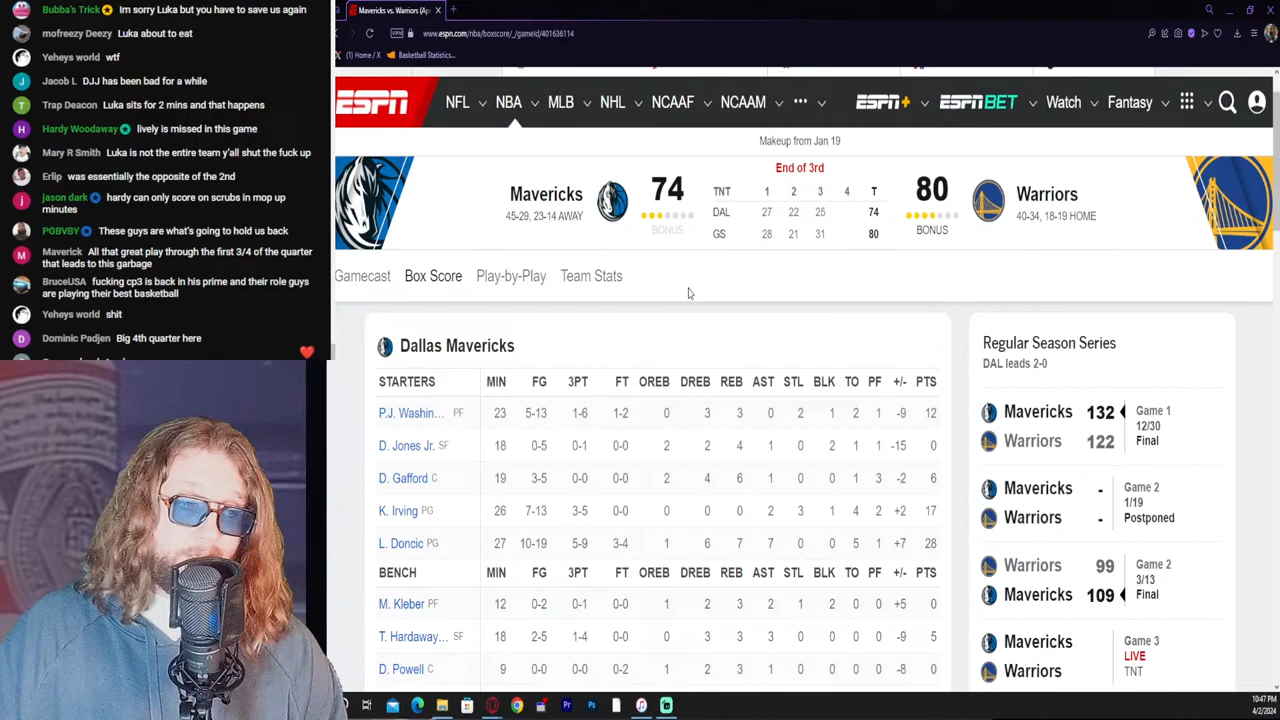 Bubba's Trick Im sorry Luka but you have to save us again
mofreezy Deezy Luka about to eat
Yeheys world wtf
Jacob L DJJ has been bad for a while
Trap Deacon Luka sits for 2 mins and that happens
Hardy Woodaway lively is missed in this game
Mary R Smith Luka is not the entire team y'all shut the fuck up
Erlip was essentially the opposite of the 2nd
jason dark hardy can only score on scrubs in mop up
minutes
PGBVBY These guys are what's going to hold us back
Maverick All that great play through the first 3/4 of the quarter
that leads to this garbage
BruceUSA fucking cp3 is back in his prime and their role guys
are playing their best basketball
Yeheys world shit
Dominic Padjen Big 4th quarter here
Mavericks vs. Warriors (Ap
VPN www.espn.com/nba/boxscore/_/gameId/401636114
(1) Home / X Basketball Statistics...
ESPN NFL NBA MLB NHL NCAAF NCAAM ••• ESPN+ ESPN BET Watch Fantasy
Makeup from Jan 19
Mavericks 74 End of 3rd 80 Warriors
45-29, 23-14 AWAY BONUS BONUS 40-34, 18-19 HOME
TNT 1 2 3 4 T
DAL 27 22 25 74
GS 28 21 31 80
Gamecast Box Score Play-by-Play Team Stats
Dallas Mavericks
STARTERS MIN FG 3PT FT OREB DREB REB AST STL BLK TO PF +/- PTS
P.J. Washin... PF 23 5-13 1-6 1-2 0 3 3 0 2 1 2 1 -9 12
D. Jones Jr. SF 18 0-5 0-1 0-0 2 2 4 1 0 2 1 1 -15 0
D. Gafford C 19 3-5 0-0 0-0 2 4 6 1 0 0 1 3 -2 6
K. Irving PG 26 7-13 3-5 0-0 0 0 0 2 3 1 4 2 +2 17
L. Doncic PG 27 10-19 5-9 3-4 1 6 7 7 0 0 5 1 +7 28
BENCH MIN FG 3PT FT OREB DREB REB AST STL BLK TO PF +/- PTS
M. Kleber PF 12 0-2 0-1 0-0 1 2 3 2 1 2 0 0 +5 0
T. Hardaway... SF 18 2-5 1-4 0-0 0 3 3 3 0 0 0 0 -9 5
D. Powell C 9 0-0 0-0 0-2 1 2 3 1 0 0 0 0 -8 0
Regular Season Series
DAL leads 2-0
Mavericks 132 Game 1
12/30
Warriors 122 Final
Mavericks - Game 2
1/19
Warriors - Postponed
Warriors 99 Game 2
3/13
Mavericks 109 Final
Mavericks Game 3
LIVE
Warriors TNT
10:47 PM
4/2/2024